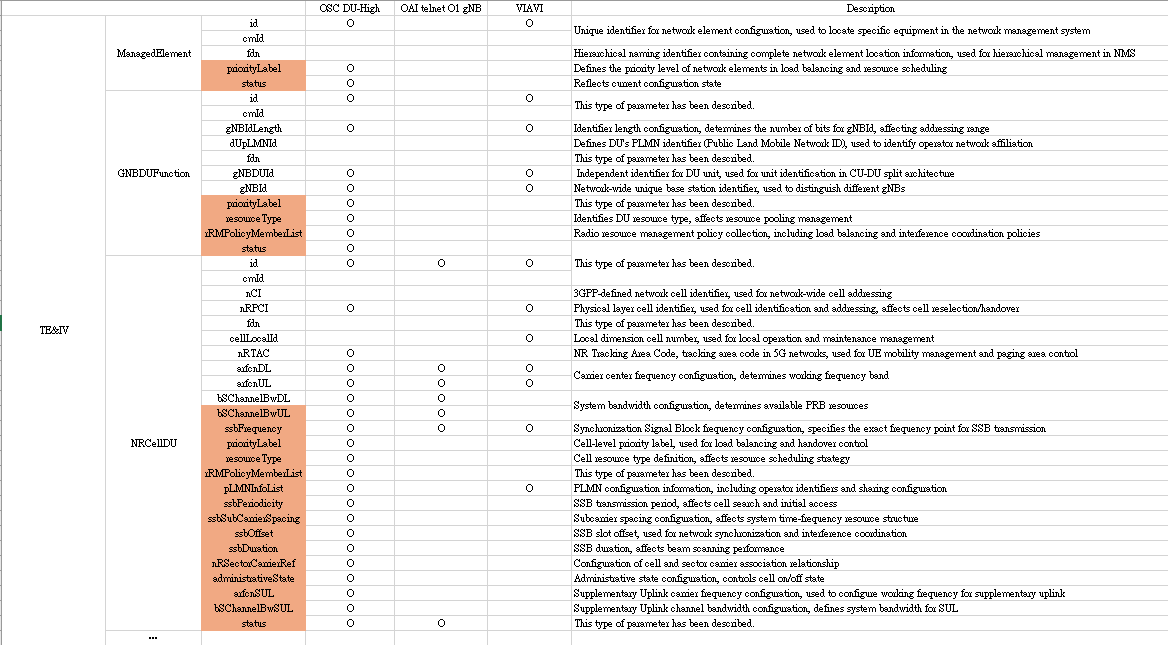 OSC DU-High OAI telnet O1 gNB VIAVI Description
id O O Unique identifier for network element configuration, used to locate specific equipment in the network management system
cmId
ManagedElement fdn Hierarchical naming identifier containing complete network element location information, used for hierarchical management in NMS
priorityLabel O Defines the priority level of network elements in load balancing and resource scheduling
status O Reflects current configuration state
id O O This type of parameter has been described.
cmId
gNBIdLength O O Identifier length configuration, determines the number of bits for gNBId, affecting addressing range
dUpLMNId Defines DU's PLMN identifier (Public Land Mobile Network ID), used to identify operator network affiliation
fdn This type of parameter has been described.
GNBDUFunction gNBDUId O O Independent identifier for DU unit, used for unit identification in CU-DU split architecture
gNBId O O Network-wide unique base station identifier, used to distinguish different gNBs
priorityLabel O This type of parameter has been described.
resourceType O Identifies DU resource type, affects resource pooling management
rRMPolicyMemberList O Radio resource management policy collection, including load balancing and interference coordination policies
status O
id O O O This type of parameter has been described.
cmId
nCI 3GPP-defined network cell identifier, used for network-wide cell addressing
nRPCI O O Physical layer cell identifier, used for cell identification and addressing, affects cell reselection/handover
TE&IV fdn This type of parameter has been described.
cellLocalId O Local dimension cell number, used for local operation and maintenance management
nRTAC O NR Tracking Area Code, tracking area code in 5G networks, used for UE mobility management and paging area control
arfcnDL O O O Carrier center frequency configuration, determines working frequency band
arfcnUL O O O
bSChannelBwDL O O System bandwidth configuration, determines available PRB resources
bSChannelBwUL O O
ssbFrequency O O O Synchronization Signal Block frequency configuration, specifies the exact frequency point for SSB transmission
NRCellDU priorityLabel O Cell-level priority label, used for load balancing and handover control
resourceType O Cell resource type definition, affects resource scheduling strategy
rRMPolicyMemberList O This type of parameter has been described.
pLMNInfoList O O PLMN configuration information, including operator identifiers and sharing configuration
ssbPeriodicity O SSB transmission period, affects cell search and initial access
ssbSubCarrierSpacing O Subcarrier spacing configuration, affects system time-frequency resource structure
ssbOffset O SSB slot offset, used for network synchronization and interference coordination
ssbDuration O SSB duration, affects beam scanning performance
nRSectorCarrierRef O Configuration of cell and sector carrier association relationship
administrativeState O Administrative state configuration, controls cell on/off state
arfcnSUL O Supplementary Uplink carrier frequency configuration, used to configure working frequency for supplementary uplink
bSChannelBwSUL O Supplementary Uplink channel bandwidth configuration, defines system bandwidth for SUL
status O O This type of parameter has been described.
...